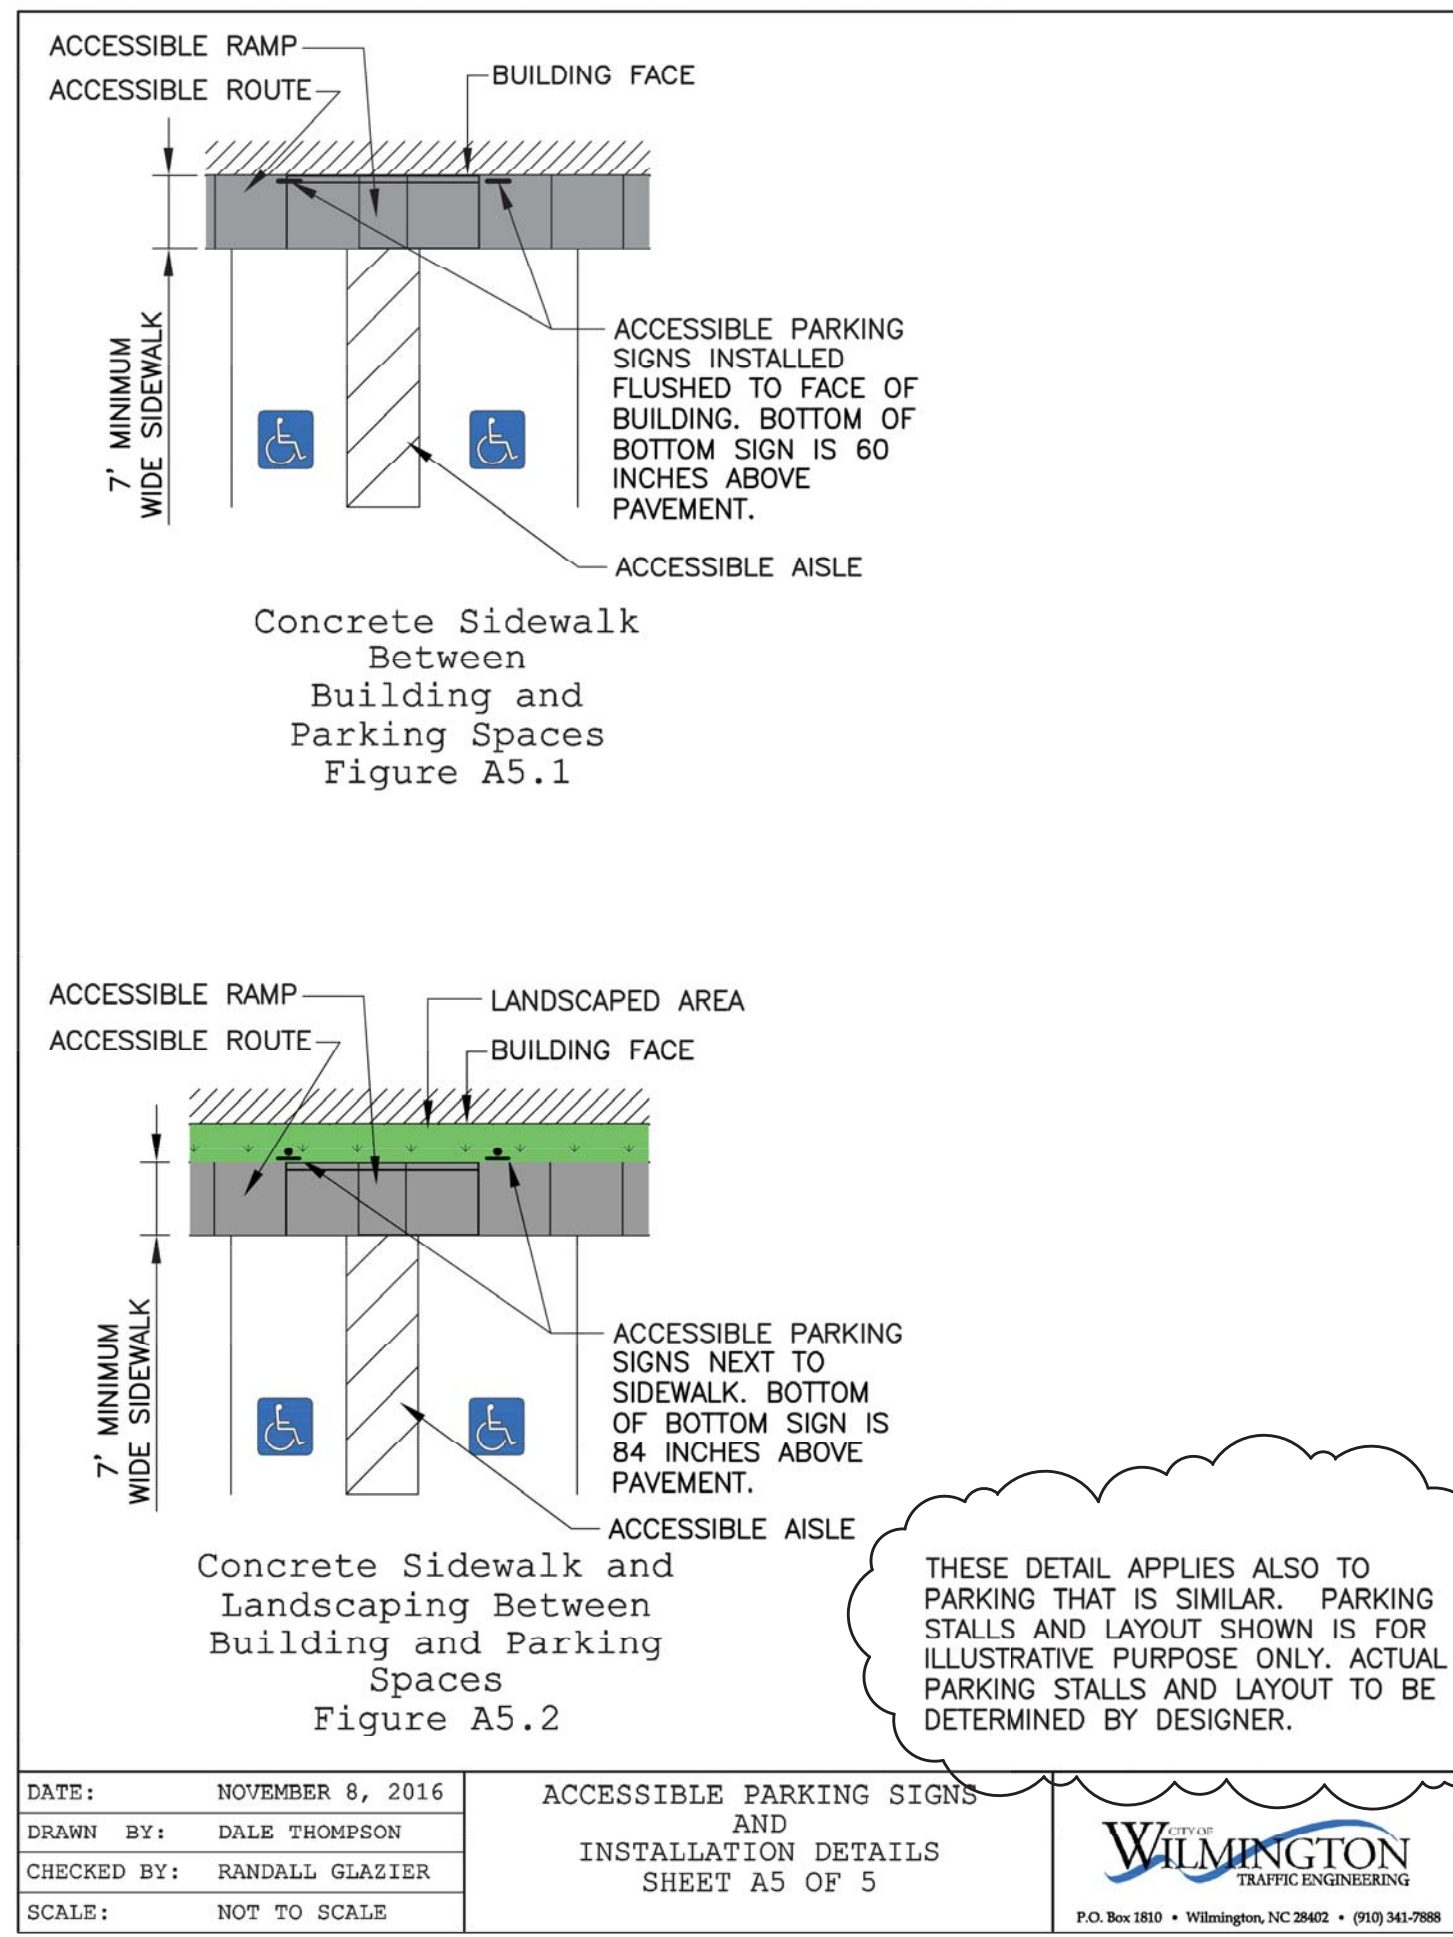 ACCESSIBLE RAMP
ACCESSIBLE ROUTE
BUILDING FACE
7' MINIMUM
WIDE SIDEWALK
ACCESSIBLE PARKING
SIGNS INSTALLED
FLUSHED TO FACE OF
BUILDING. BOTTOM OF
BOTTOM SIGN IS 60
INCHES ABOVE
PAVEMENT.
ACCESSIBLE AISLE
Concrete Sidewalk
Between
Building and
Parking Spaces
Figure A5.1
ACCESSIBLE RAMP
ACCESSIBLE ROUTE
LANDSCAPED AREA
BUILDING FACE
7' MINIMUM
WIDE SIDEWALK
ACCESSIBLE PARKING
SIGNS NEXT TO
SIDEWALK. BOTTOM
OF BOTTOM SIGN IS
84 INCHES ABOVE
PAVEMENT.
ACCESSIBLE AISLE
Concrete Sidewalk and
Landscaping Between
Building and Parking
Spaces
Figure A5.2
THESE DETAIL APPLIES ALSO TO
PARKING THAT IS SIMILAR. PARKING
STALLS AND LAYOUT SHOWN IS FOR
ILLUSTRATIVE PURPOSE ONLY. ACTUAL
PARKING STALLS AND LAYOUT TO BE
DETERMINED BY DESIGNER.
DATE: NOVEMBER 8, 2016
DRAWN BY: DALE THOMPSON
CHECKED BY: RANDALL GLAZIER
SCALE: NOT TO SCALE
ACCESSIBLE PARKING SIGNS
AND
INSTALLATION DETAILS
SHEET A5 OF 5
CITY OF
WILMINGTON
TRAFFIC ENGINEERING
P.O. Box 1810 • Wilmington, NC 28402 • (910) 341-7888